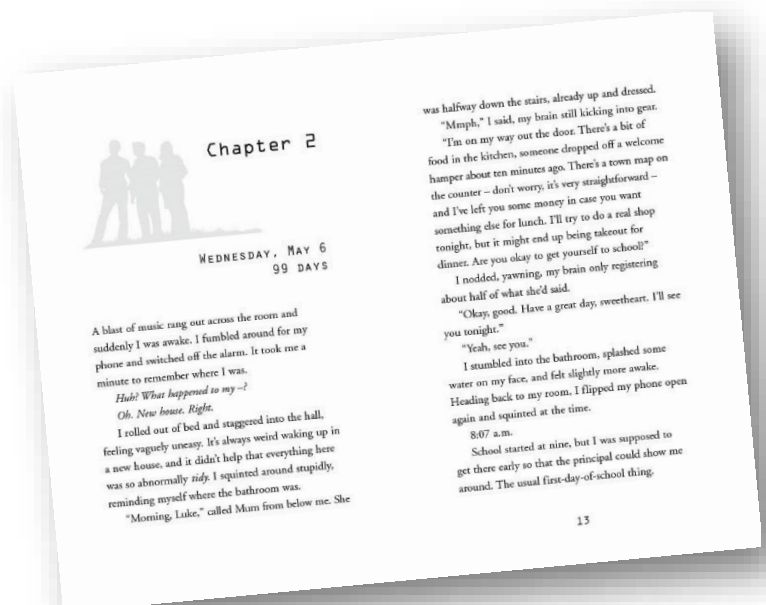 Chapter 2
WEDNESDAY, MAY 6
99 DAYS
A blast of music rang out across the room and
suddenly I was awake. I fumbled around for my
phone and switched off the alarm. It took me a
minute to remember where I was.
Huh? What happened to my –?
Oh. New house. Right.
I rolled out of bed and staggered into the hall,
feeling vaguely uneasy. It's always weird waking up in
a new house, and it didn't help that everything here
was so abnormally tidy. I squinted around stupidly,
reminding myself where the bathroom was.
“Morning, Luke,” called Mum from below me. She
was halfway down the stairs, already up and dressed.
“Mmph,” I said, my brain still kicking into gear.
“I'm on my way out the door. There's a bit of
food in the kitchen, someone dropped off a welcome
hamper about ten minutes ago. There's a town map on
the counter – don't worry, it's very straightforward –
and I've left you some money in case you want
something else for lunch. I'll try to do a real shop
tonight, but it might end up being takeout for
dinner. Are you okay to get yourself to school?”
I nodded, yawning, my brain only registering
about half of what she'd said.
“Okay, good. Have a great day, sweetheart. I'll see
you tonight.”
“Yeah, see you.”
I stumbled into the bathroom, splashed some
water on my face, and felt slightly more awake.
Heading back to my room, I flipped my phone open
again and squinted at the time.
8:07 a.m.
School started at nine, but I was supposed to
get there early so that the principal could show me
around. The usual first-day-of-school thing.
13